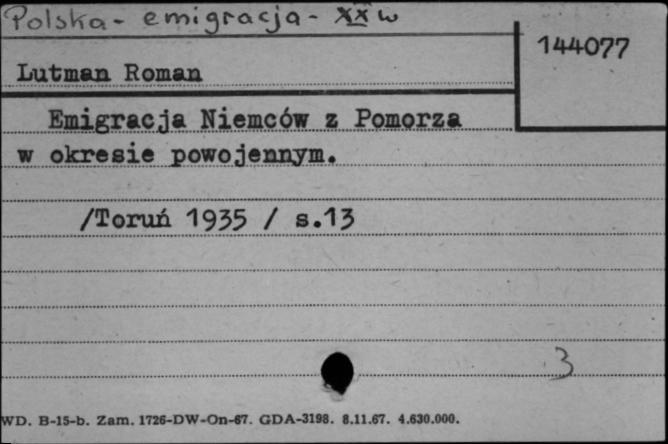 Polska - emigracja - XX w
144077
Lutman Roman
Emigracja Niemców z Pomorza
w okresie powojennym.
/Toruń 1935 / s.13
3
WD. B-15-b. Zam. 1726-DW-On-67. GDA-3198. 8.11.67. 4.630.000.